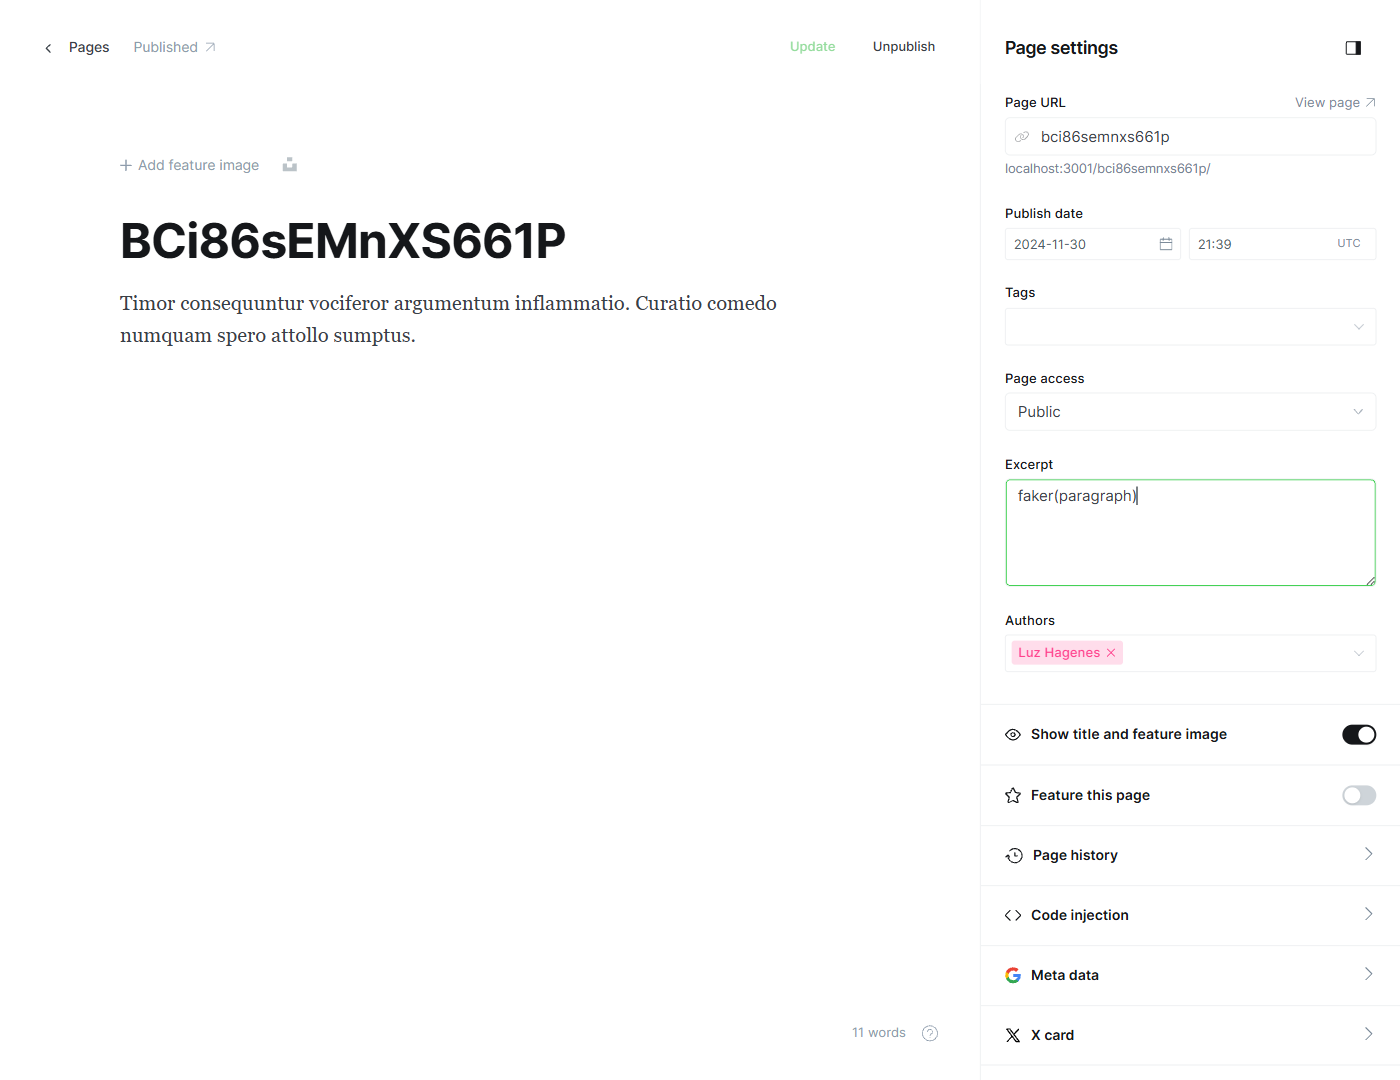 Pages
Published
Update
Unpublish
Add feature image
BCi86sEMnXS661P
Timor consequuntur vociferor argumentum inflammatio. Curatio comedo
numquam spero attollo sumptus.
11 words
Page settings
Page URL
View page
bci86semnxs661p
localhost:3001/bci86semnxs661p/
Publish date
2024-11-30
21:39
UTC
Tags
Page access
Public
Excerpt
faker(paragraph)
Authors
Luz Hagenes
Show title and feature image
Feature this page
Page history
Code injection
Meta data
X card